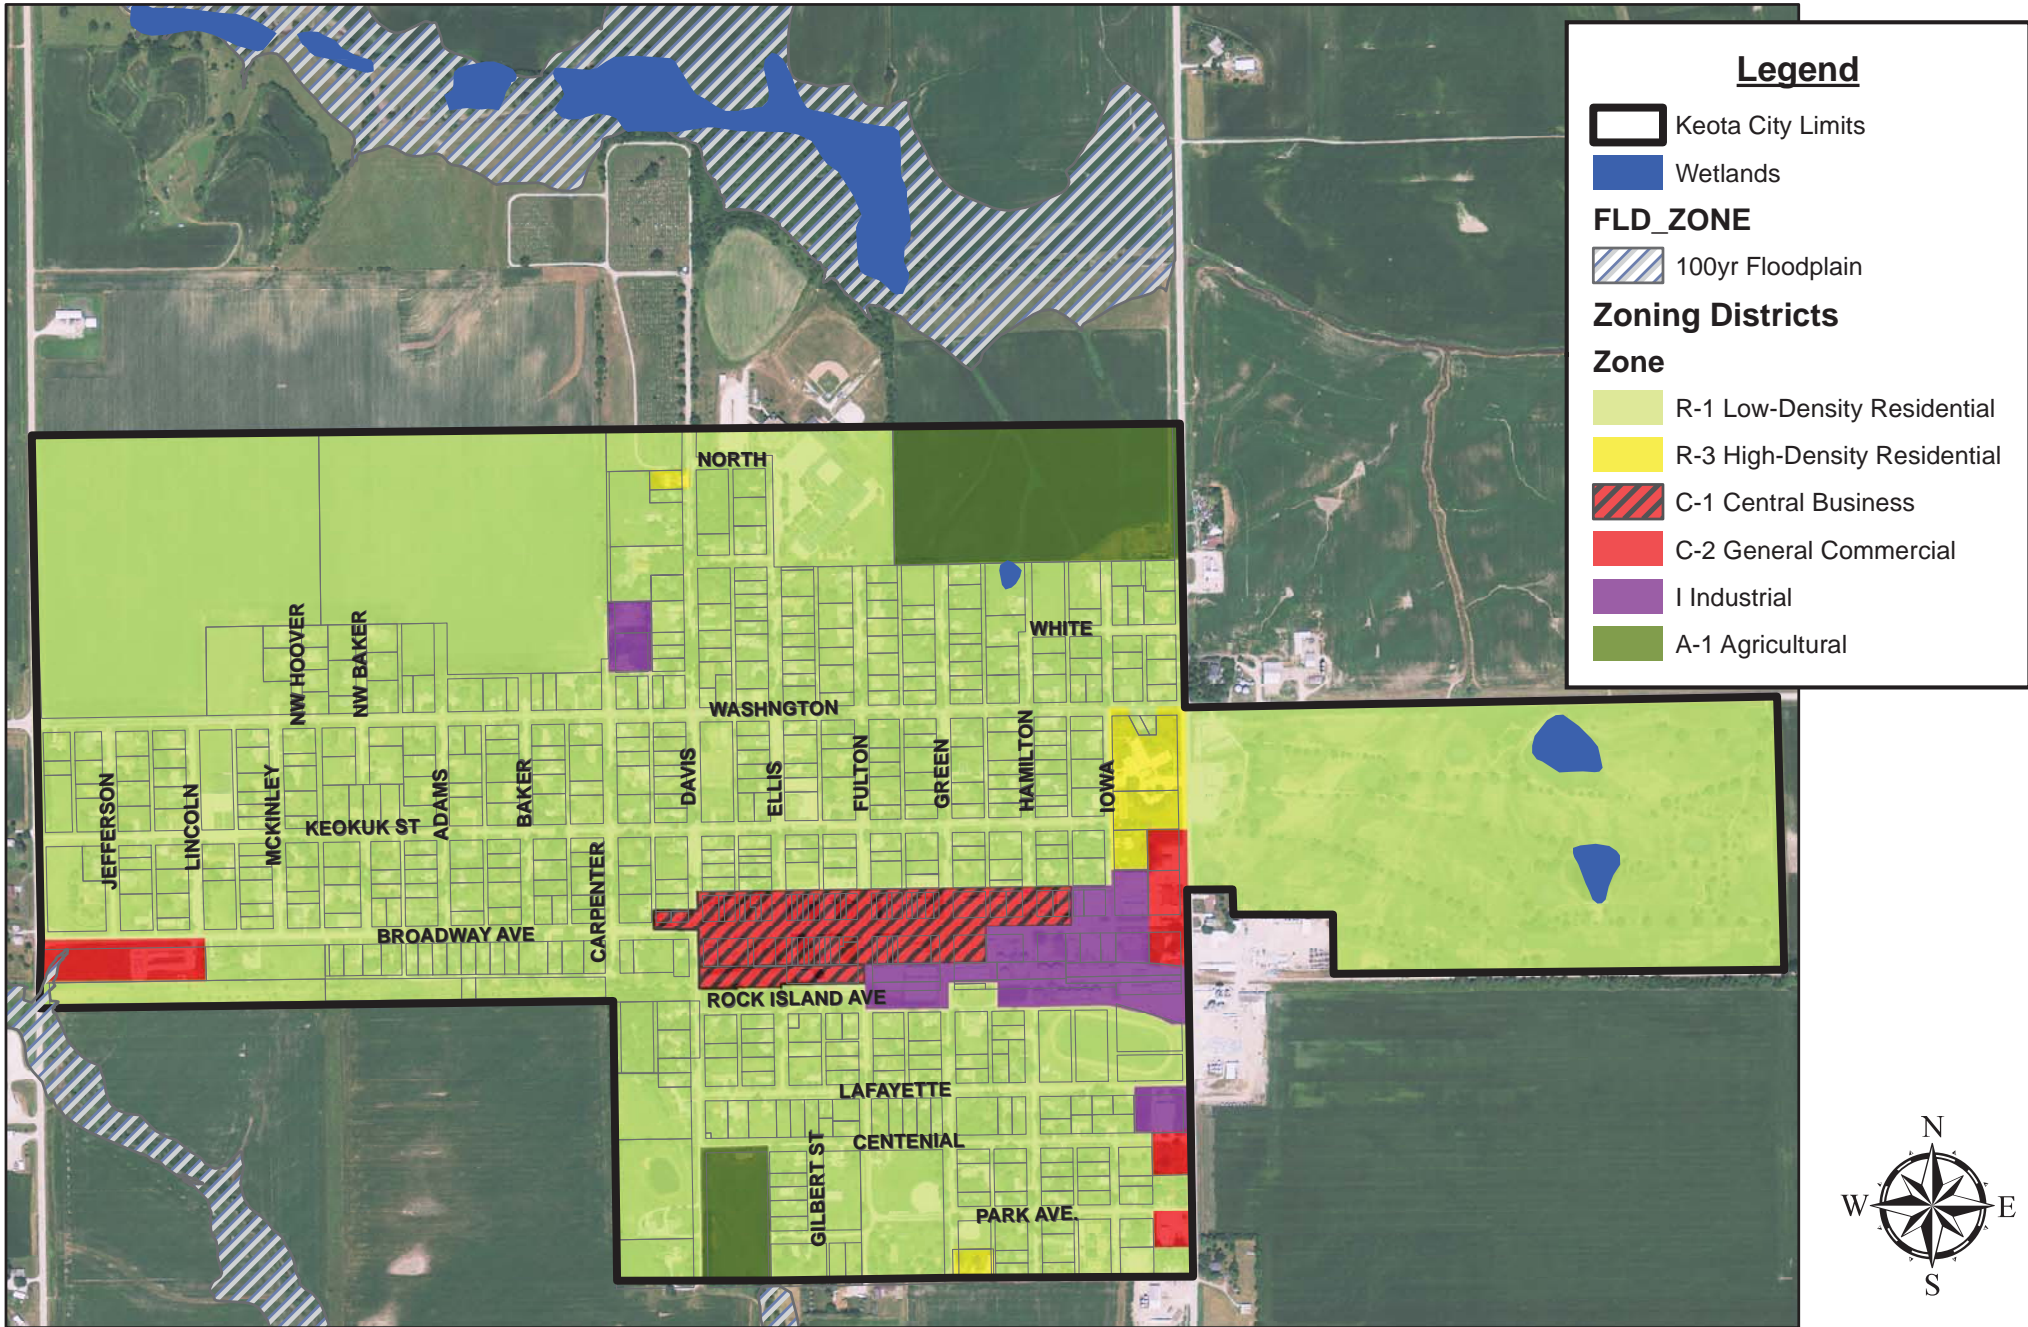 Legend
Keota City Limits
Wetlands
FLD_ZONE
100yr Floodplain
Zoning Districts
Zone
R-1 Low-Density Residential
R-3 High-Density Residential
C-1 Central Business
C-2 General Commercial
I Industrial
A-1 Agricultural
NORTH
WHITE
NW HOOVER
NW BAKER
WASHNGTON
JEFFERSON
LINCOLN
MCKINLEY
KEOKUK ST
ADAMS
BAKER
CARPENTER
DAVIS
ELLIS
FULTON
GREEN
HAMILTON
IOWA
BROADWAY AVE
ROCK ISLAND AVE
LAFAYETTE
CENTENIAL
GILBERT ST
PARK AVE.
N
W
E
S